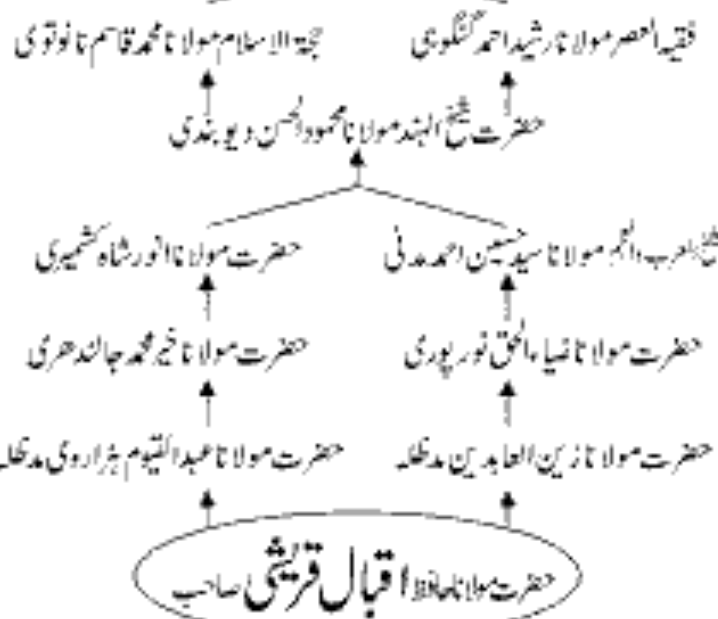 فقیہ العصر مولانا رشید احمد گنگوہی
حجۃ الاسلام مولانا محمد قاسم نانوتوی
حضرت شیخ الہند مولانا محمود الحسن دیوبندی
شیخ العرب والعجم مولانا سید حسین احمد مدنی
حضرت مولانا انور شاہ کشمیری
حضرت مولانا ضیاء الحق نور پوری
حضرت مولانا خیر محمد جالندھری
حضرت مولانا زین العابدین مدظلہ
حضرت مولانا عبد القیوم ہزاروی مدظلہ
حضرت مولانا حافظ اقبال قریشی صاحب